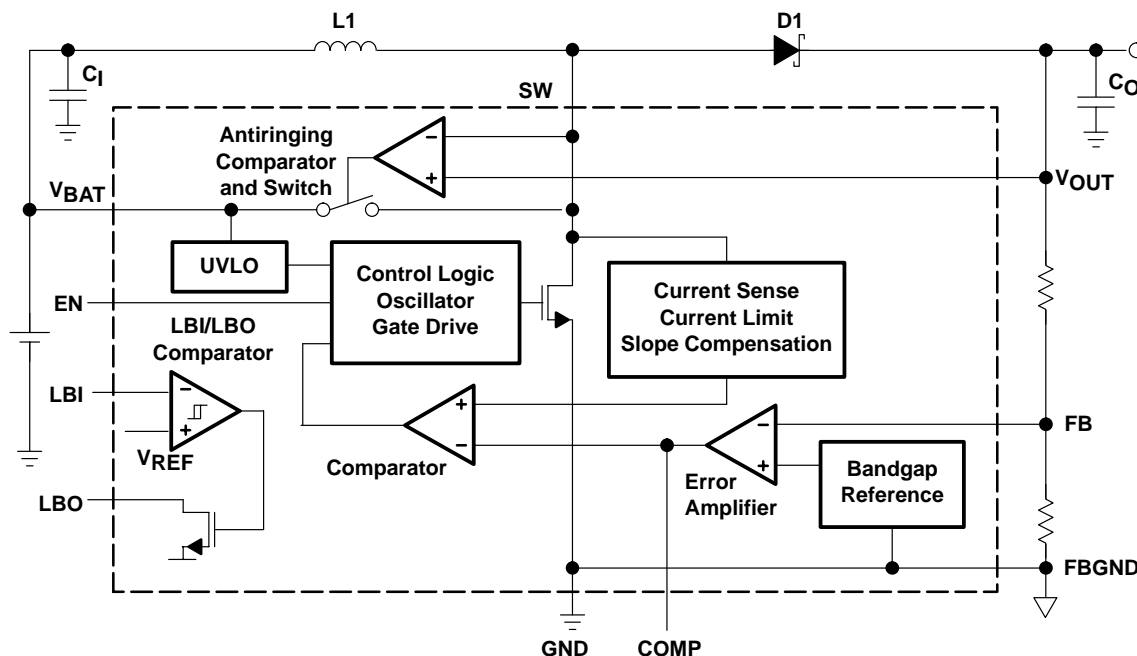 L1
D1
CI
CO
SW
Antiringing
Comparator
and Switch
−
+
VBAT
VOUT
UVLO
Control Logic
Oscillator
Gate Drive
Current Sense
Current Limit
Slope Compensation
EN
LBI/LBO
Comparator
LBI
−
+
VREF
+
−
Comparator
−
+
FB
Error
Amplifier
Bandgap
Reference
LBO
FBGND
GND
COMP